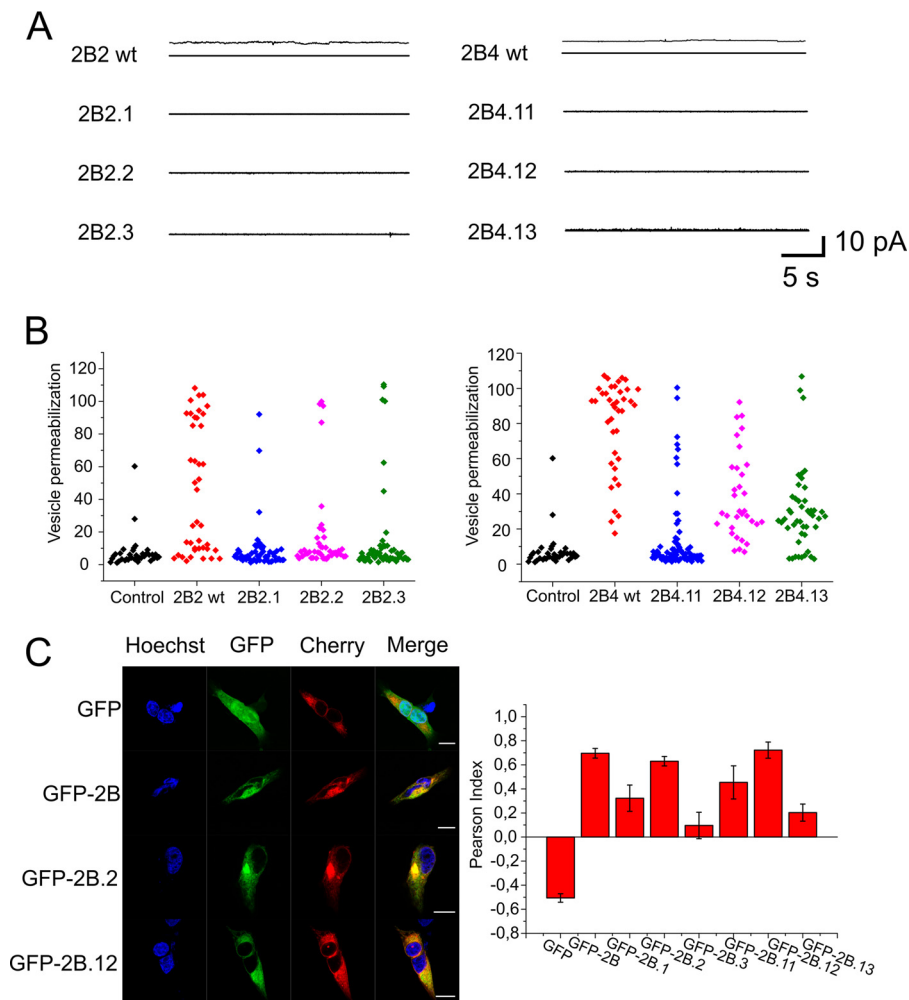 A
2B2 wt
2B2.1
2B2.2
2B2.3
2B4 wt
2B4.11
2B4.12
2B4.13
10 pA
5 s
B
Vesicle permeabilization
120
100
80
60
40
20
0
Control 2B2 wt 2B2.1 2B2.2 2B2.3
Vesicle permeabilization
120
100
80
60
40
20
0
Control 2B4 wt 2B4.11 2B4.12 2B4.13
C
Hoechst GFP Cherry Merge
GFP
GFP-2B
GFP-2B.2
GFP-2B.12
Pearson Index
1,0
0,8
0,6
0,4
0,2
0,0
-0,2
-0,4
-0,6
-0,8
GFP
GFP-2B
GFP-2B.1
GFP-2B.2
GFP-2B.3
GFP-2B.11
GFP-2B.12
GFP-2B.13